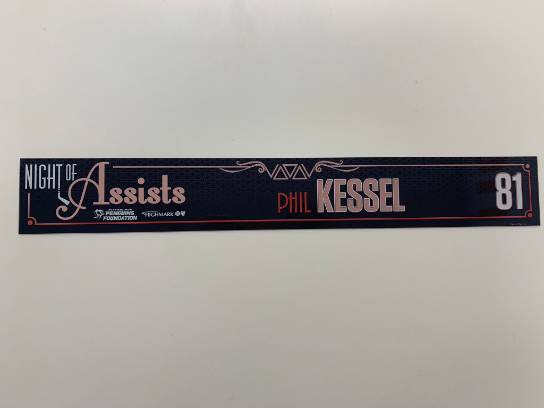 NIGHT OF
Assists
PENGUINS
FOUNDATION
HIGHMARK
PHIL KESSEL
81